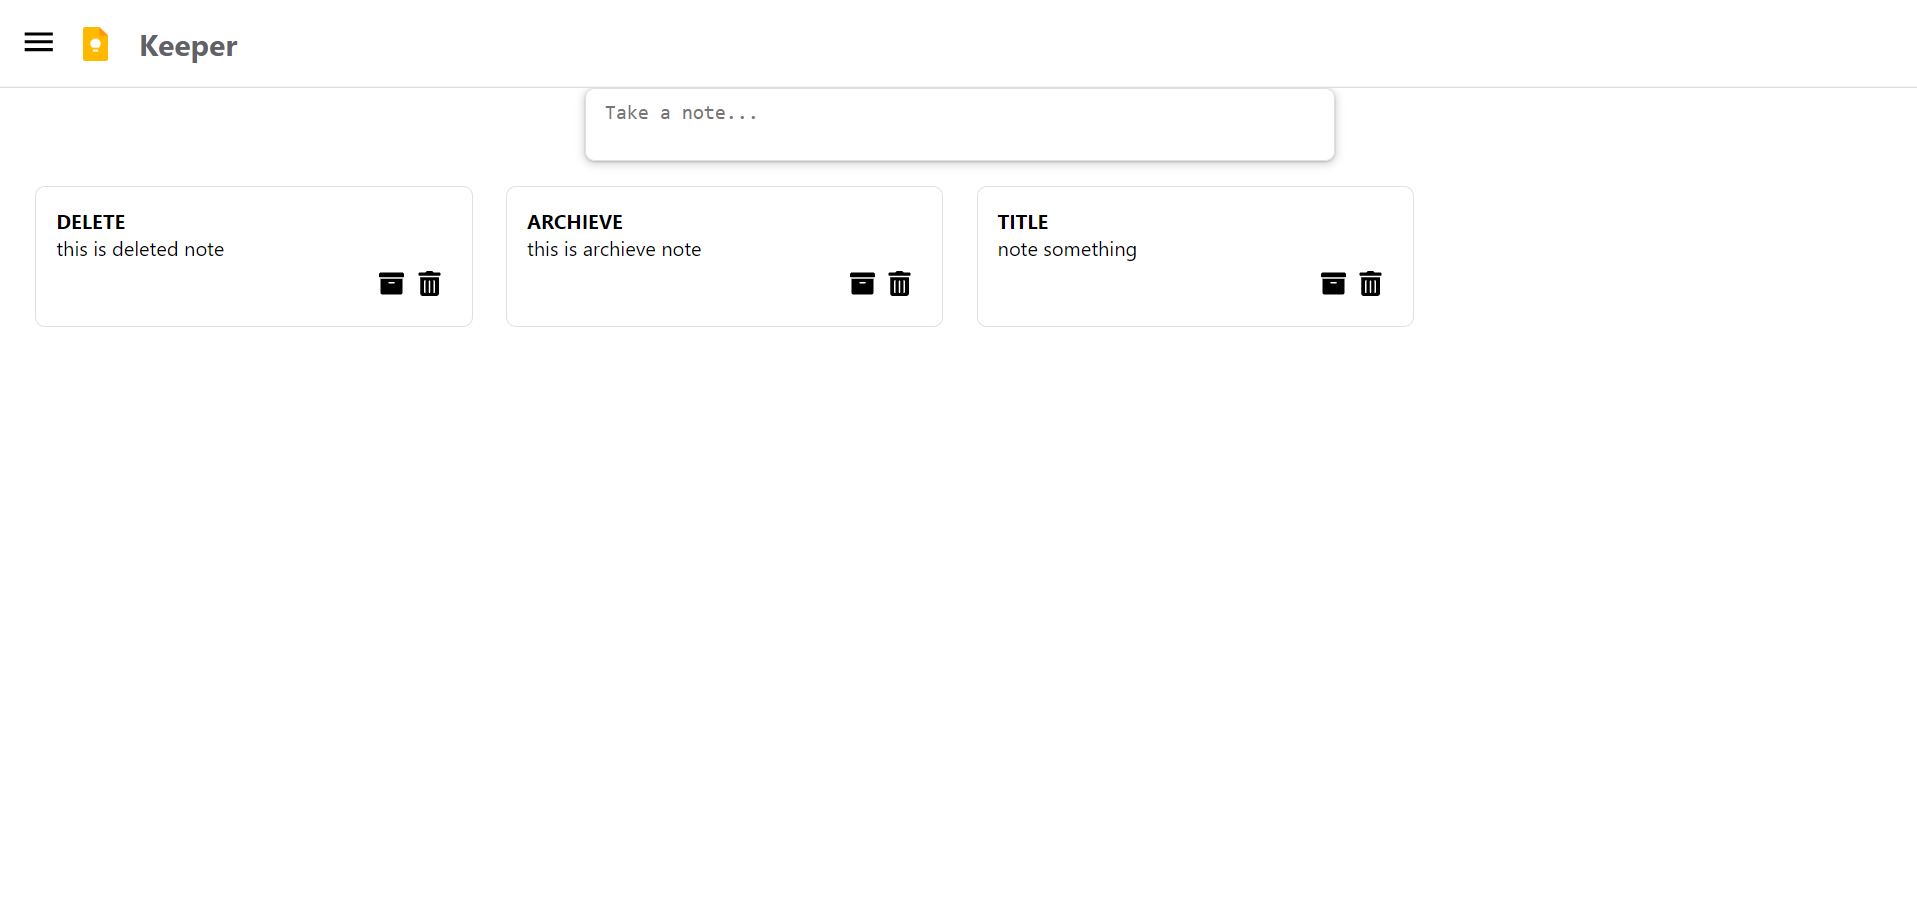 Keeper
Take a note...
DELETE
this is deleted note
ARCHIEVE
this is archieve note
TITLE
note something